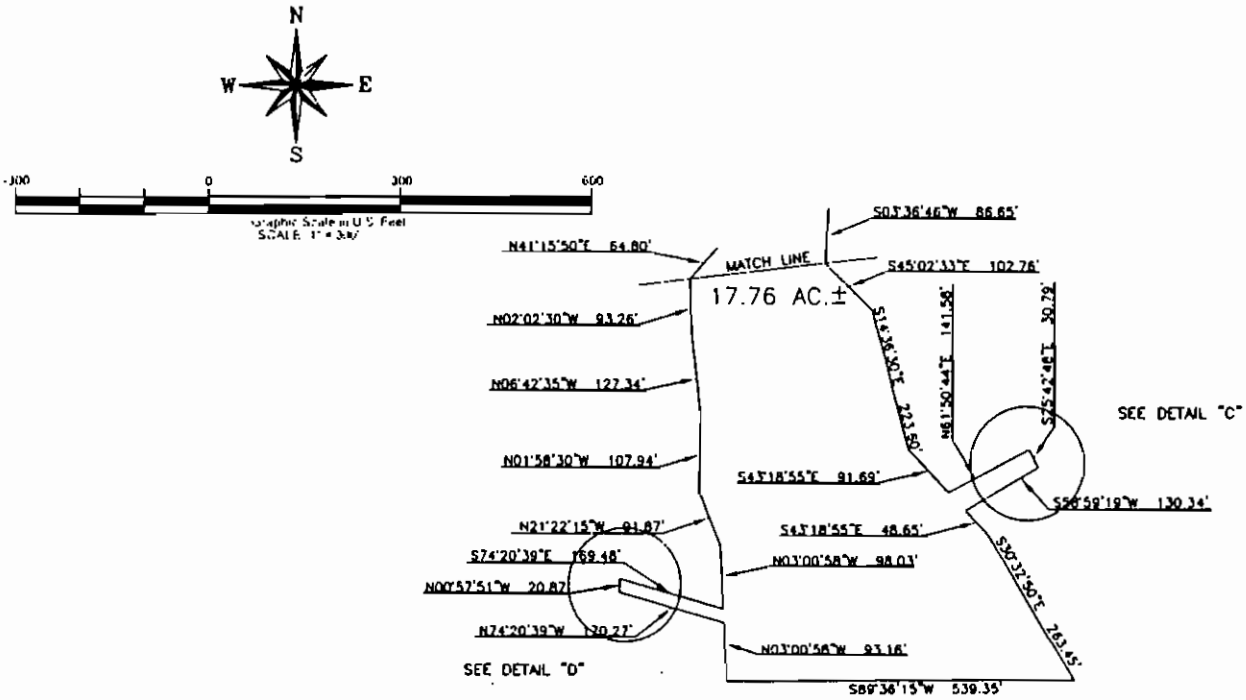 N
W E
S
-300 0 300 600
Graphic Scale in U.S. Feet
SCALE 1" = 300'
S03°36'46"W 86.65'
N41°15'50"E 64.80'
MATCH LINE
S45°02'33"E 102.76'
17.76 AC.±
N02°02'30"W 93.26'
S14°36'30"E 223.50'
N61°50'44"E 141.58'
S25°42'48"E 30.79'
N06°42'35"W 127.34'
SEE DETAIL "C"
N01°58'30"W 107.94'
S43°18'55"E 91.69'
S58°59'19"W 130.34'
N21°22'15"W 91.87'
S43°18'55"E 48.65'
S74°20'39"E 169.48'
N03°00'58"W 98.03'
S30°32'50"E 263.45'
N00°57'51"W 20.87'
N74°20'39"W 170.27'
N03°00'58"W 93.16'
SEE DETAIL "D"
S89°36'15"W 539.35'